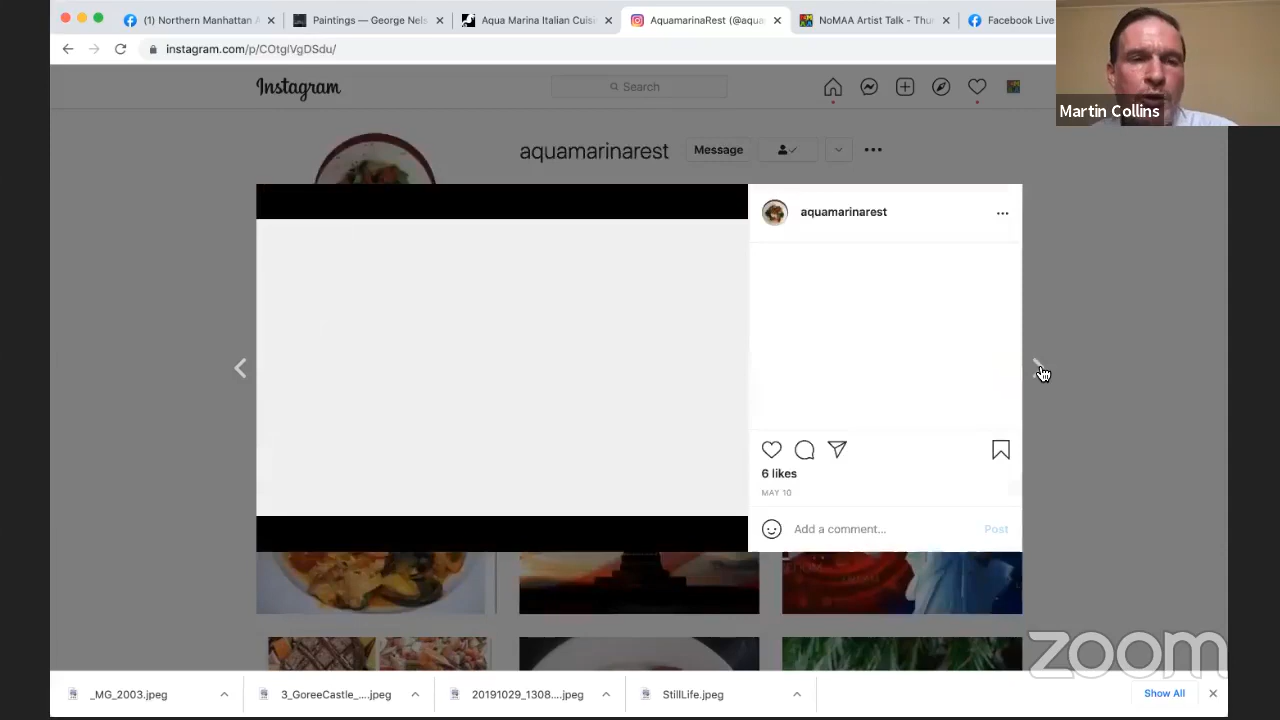 (1) Northern Manhattan A
Paintings — George Nels
Aqua Marina Italian Cuisin
AquamarinaRest (@aqua
NoMAA Artist Talk - Thu
Facebook Live
instagram.com/p/COtgIVgDSdu/
Martin Collins
Instagram
Search
aquamarinarest
Message
aquamarinarest
6 likes
MAY 10
Add a comment...
Post
zoom
_MG_2003.jpeg
3_GoreeCastle_....jpeg
20191029_1308....jpeg
StillLife.jpeg
Show All